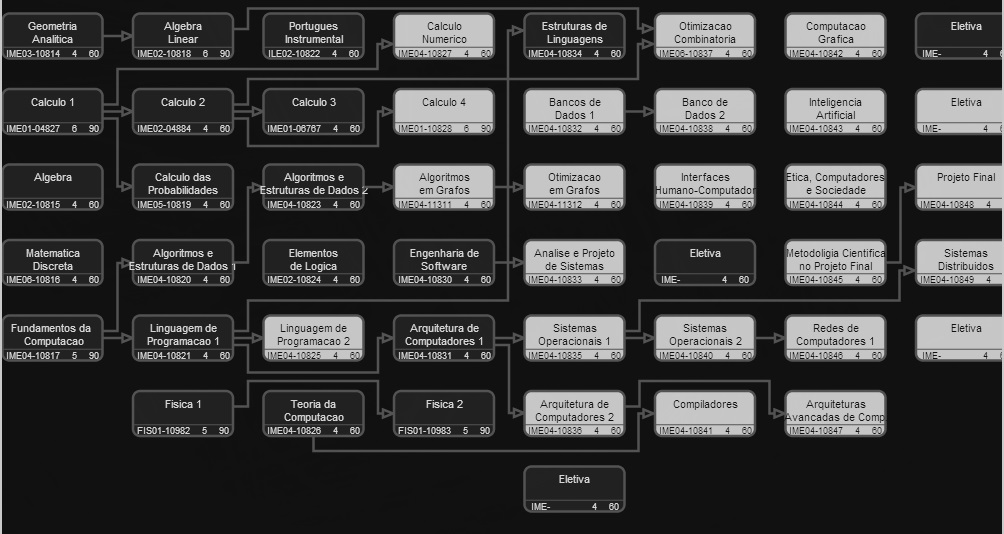 Geometria
Analitica
IME03-10814 4 60
Algebra
Linear
IME02-10818 6 90
Portugues
Instrumental
ILE02-10822 4 60
Calculo
Numerico
IME04-10827 4 60
Estruturas de
Linguagens
IME04-10834 4 60
Otimizacao
Combinatoria
IME06-10837 4 60
Computacao
Grafica
IME04-10842 4 60
Eletiva
IME- 4 6
Calculo 1
IME01-04827 6 90
Calculo 2
IME02-04884 4 60
Calculo 3
IME01-06767 4 60
Calculo 4
IME01-10828 6 90
Bancos de
Dados 1
IME04-10832 4 60
Banco de
Dados 2
IME04-10838 4 60
Inteligencia
Artificial
IME04-10843 4 60
Eletiva
IME- 4 6
Algebra
IME02-10815 4 60
Calculo das
Probabilidades
IME05-10819 4 60
Algoritmos e
Estruturas de Dados 2
IME04-10823 4 60
Algoritmos
em Grafos
IME04-11311 4 60
Otimizacao
em Grafos
IME04-11312 4 60
Interfaces
Humano-Computador
IME04-10839 4 60
Etica, Computadores
e Sociedade
IME04-10844 4 60
Projeto Final
IME04-10848 4
Matematica
Discreta
IME06-10816 4 60
Algoritmos e
Estruturas de Dados 1
IME04-10820 4 60
Elementos
de Logica
IME02-10824 4 60
Engenharia de
Software
IME04-10830 4 60
Analise e Projeto
de Sistemas
IME04-10833 4 60
Eletiva
IME- 4 60
Metodoligia Cientifica
no Projeto Final
IME04-10845 4 60
Sistemas
Distribuidos
IME04-10849 4
Fundamentos da
Computacao
IME04-10817 5 90
Linguagem de
Programacao 1
IME04-10821 4 60
Linguagem de
Programacao 2
IME04-10825 4 60
Arquitetura de
Computadores 1
IME04-10831 4 60
Sistemas
Operacionais 1
IME04-10835 4 60
Sistemas
Operacionais 2
IME04-10840 4 60
Redes de
Computadores 1
IME04-10846 4 60
Eletiva
IME- 4 6
Fisica 1
FIS01-10982 5 90
Teoria da
Computacao
IME04-10826 4 60
Fisica 2
FIS01-10983 5 90
Arquitetura de
Computadores 2
IME04-10836 4 60
Compiladores
IME04-10841 4 60
Arquiteturas
Avancadas de Comp
IME04-10847 4 60
Eletiva
IME- 4 60